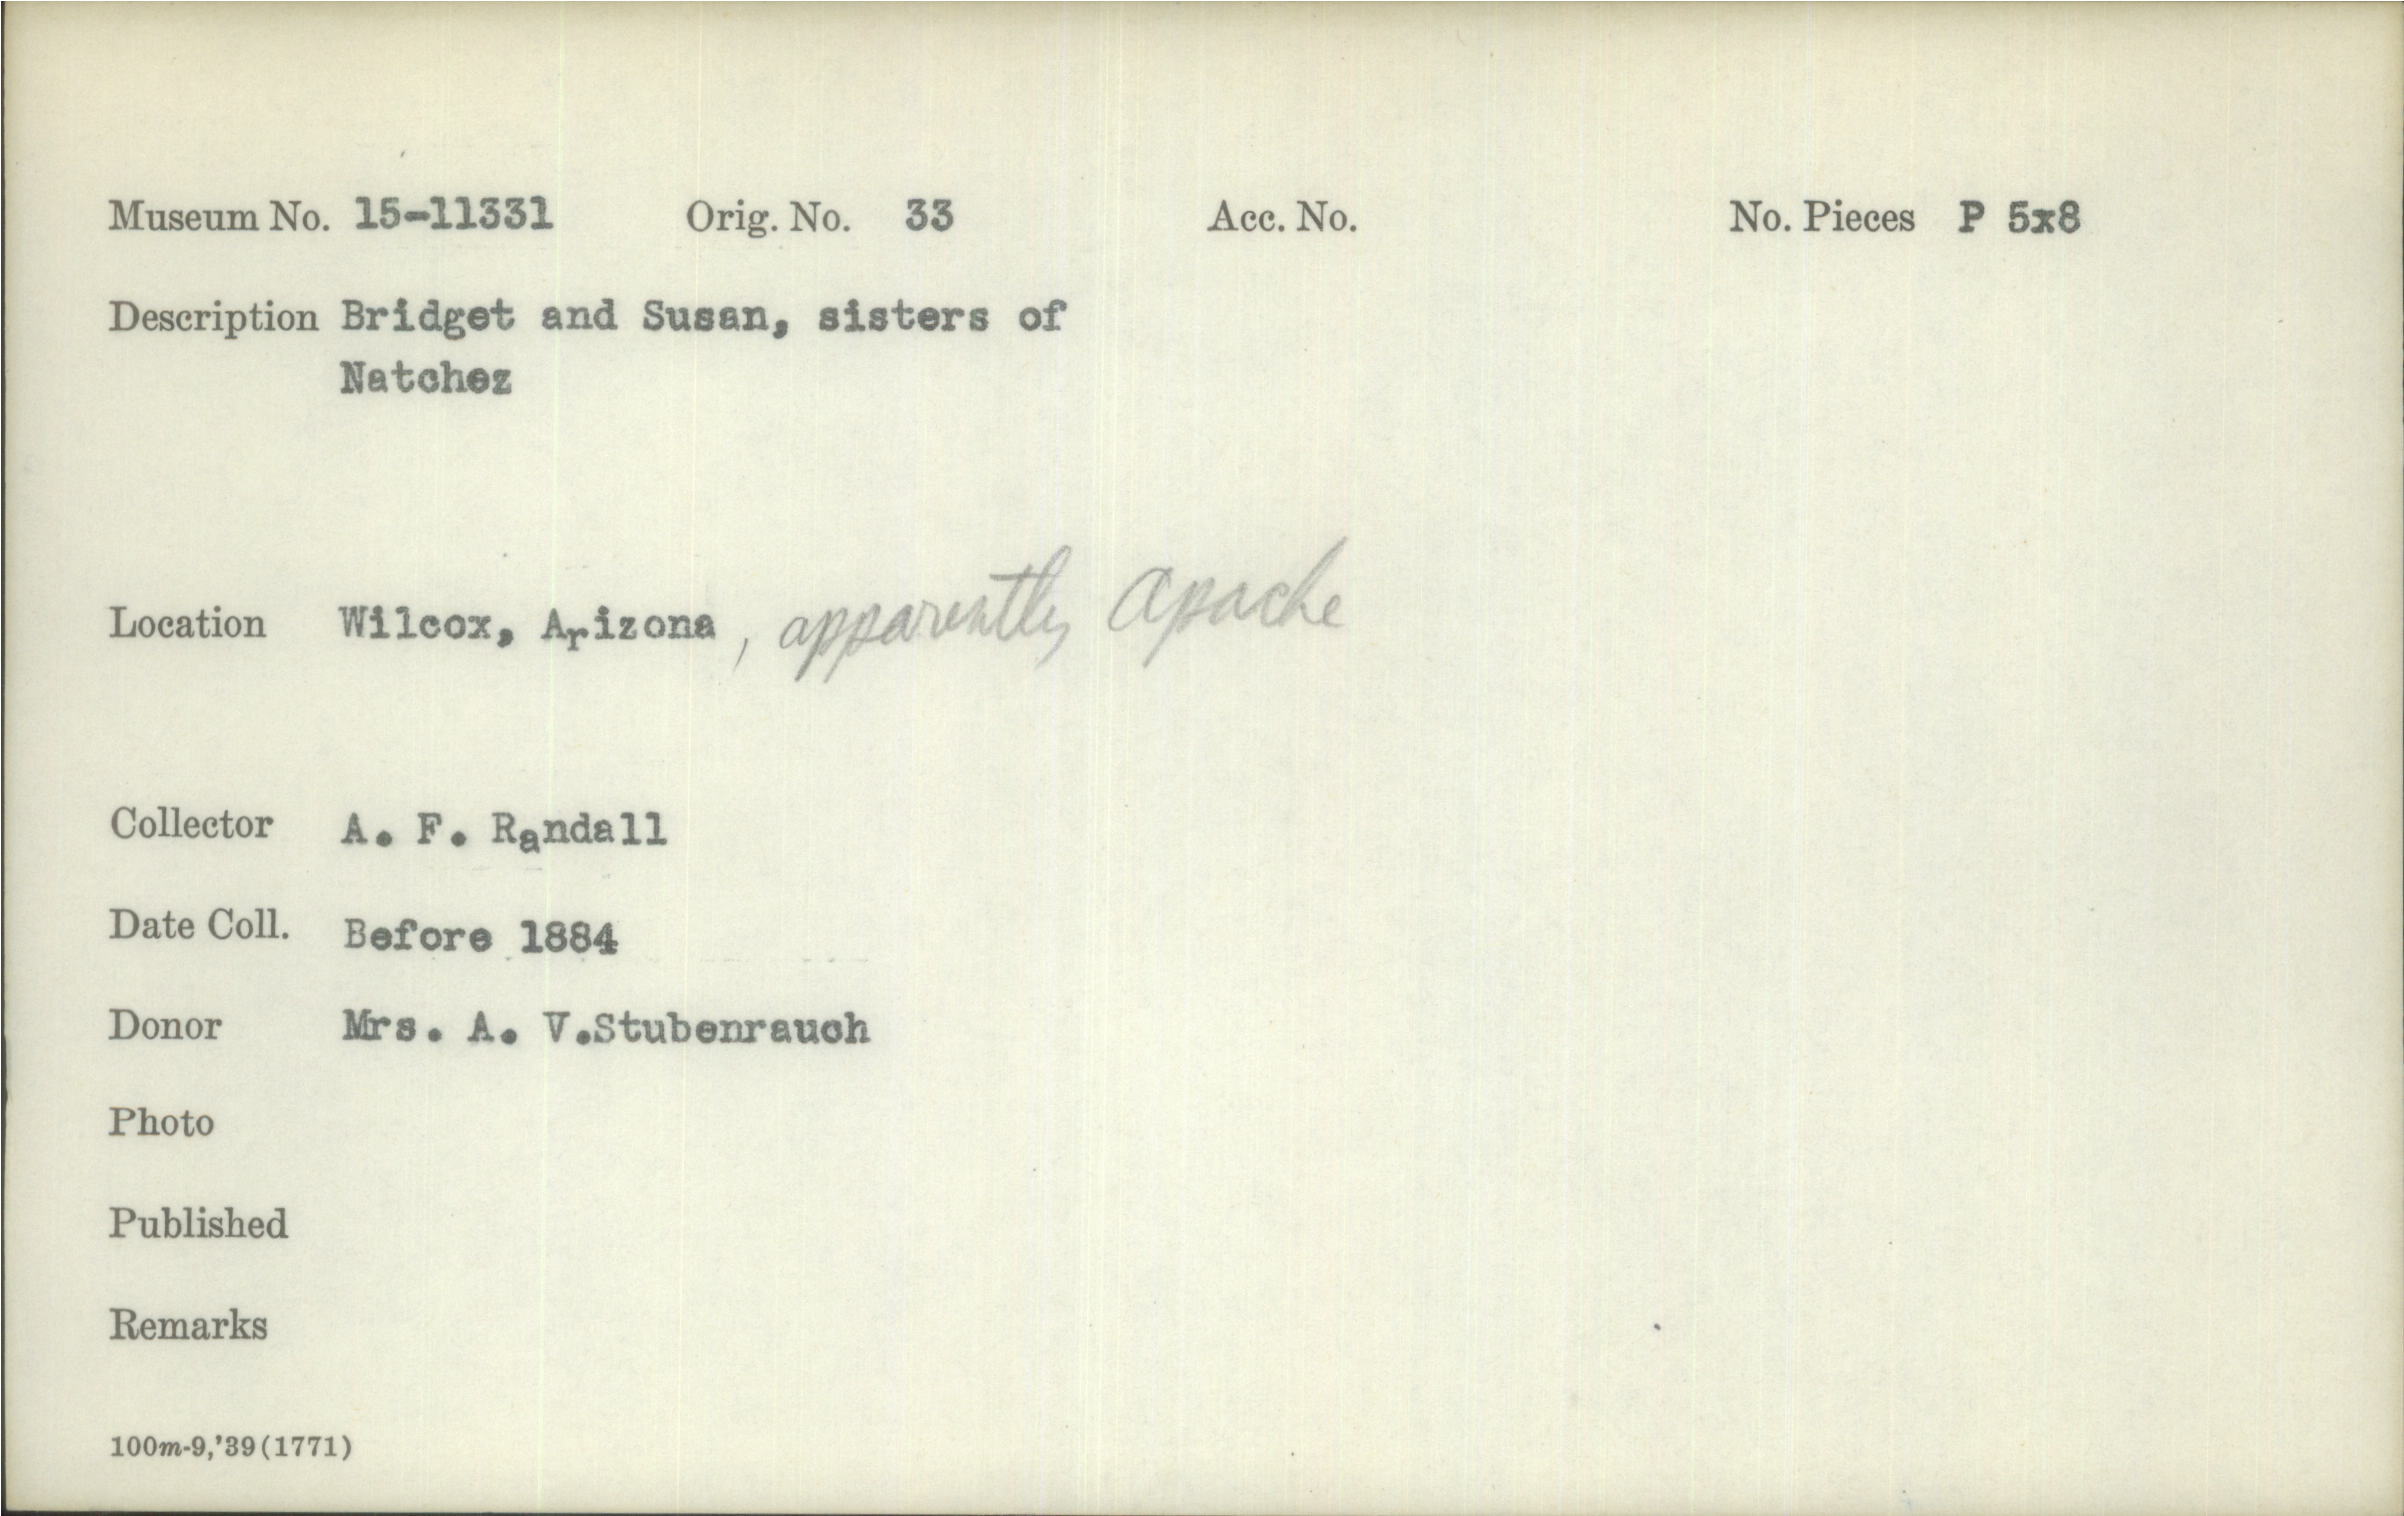 Museum No. 15-11331 Orig. No. 33 Acc. No. No. Pieces P 5x8
Description Bridget and Susan, sisters of
Natchez
Location Wilcox, Arizona, apparently Apache
Collector A. F. Randall
Date Coll. Before 1884
Donor Mrs. A. V.Stubenrauch
Photo
Published
Remarks
100m-9,'39(1771)